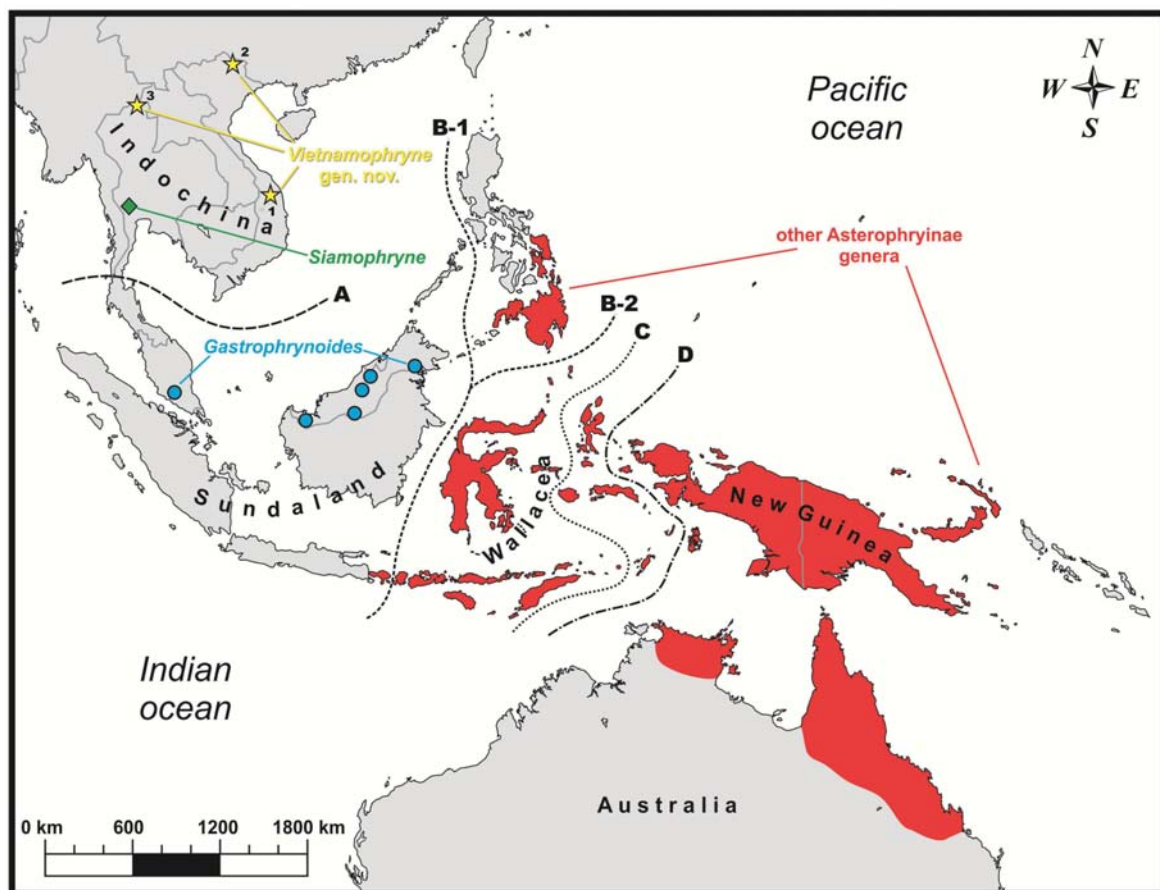 N
W E
S
Pacific
ocean
2
3
B-1
Indochina
Vietnamophryne
gen. nov.
1
Siamophryne
other Asterophryinae
genera
A
B-2
C
D
Gastrophrynoides
Sundaland
Wallacea
New Guinea
Indian
ocean
Australia
0 km 600 1200 1800 km